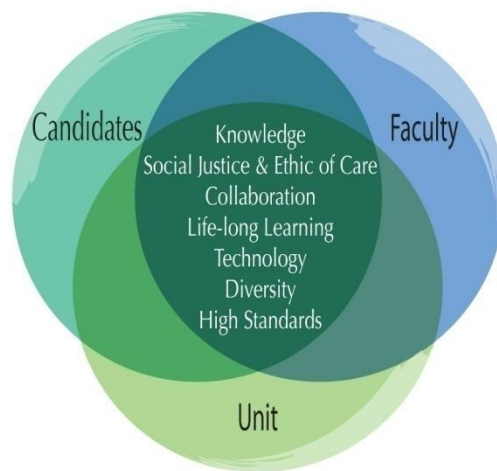 Candidates
Faculty
Knowledge
Social Justice & Ethic of Care
Collaboration
Life-long Learning
Technology
Diversity
High Standards
Unit